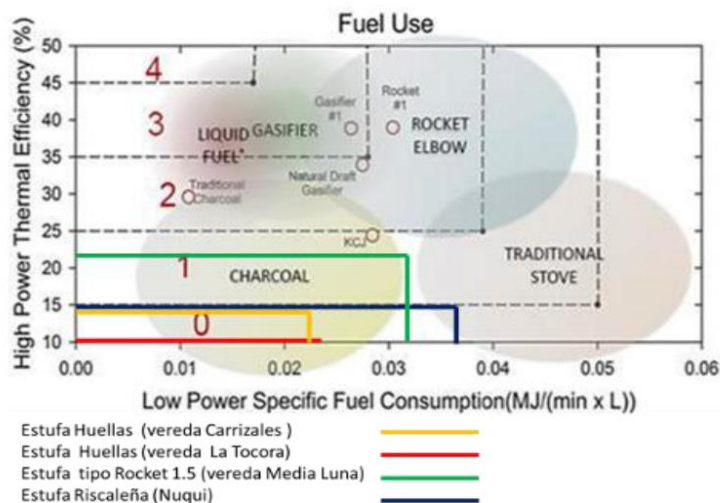 Fuel Use
High Power Thermal Efficiency (%)
50
45
40
35
30
25
20
15
10
4
3
2
1
0
LIQUID GASIFIER
FUEL*
Gasifier
#1
Rocket
#1
ROCKET
ELBOW
Natural Draft
Gasifier
Traditional
Charcoal
KCJ
CHARCOAL
TRADITIONAL
STOVE
0.00 0.01 0.02 0.03 0.04 0.05 0.06
Low Power Specific Fuel Consumption(MJ/(min x L))
Estufa Huellas (vereda Carrizales )
Estufa Huellas (vereda La Tocora)
Estufa tipo Rocket 1.5 (vereda Media Luna)
Estufa Riscaleña (Nuqui)